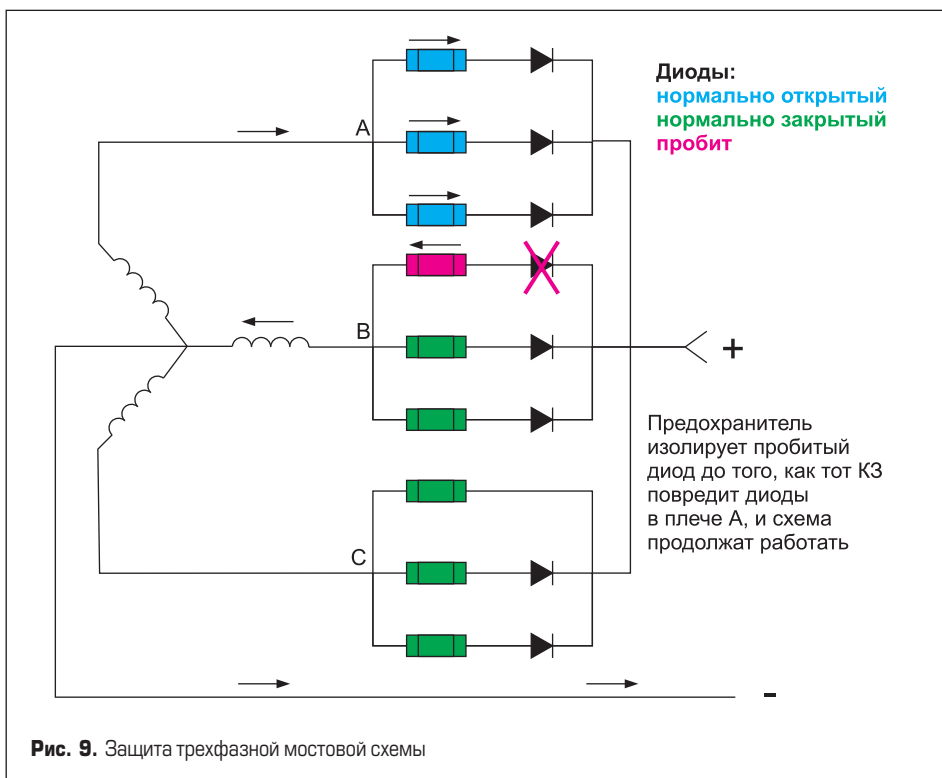 Диоды:
нормально открытый
нормально закрытый
пробит
A
B
+
Предохранитель
изолирует пробитый
диод до того, как тот КЗ
повредит диоды
в плече А, и схема
продолжат работать
C
-
Рис. 9. Защита трехфазной мостовой схемы